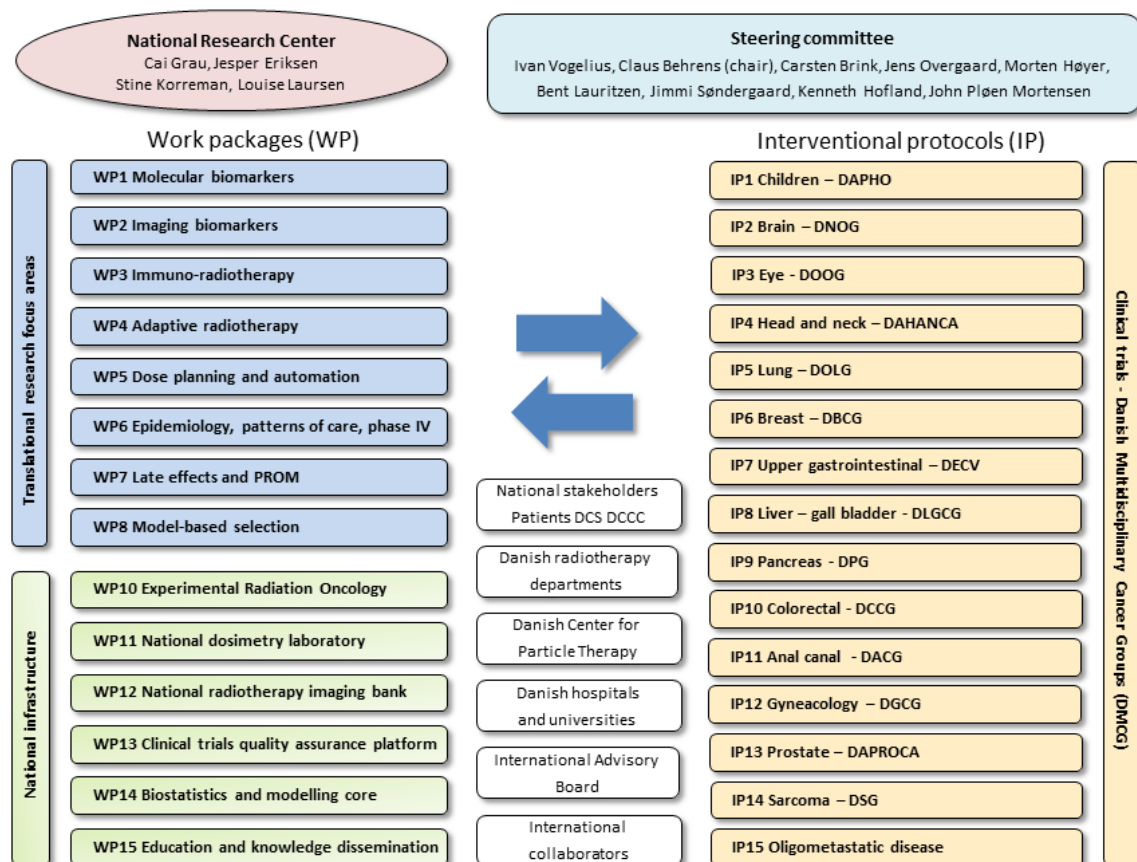 National Research Center
Cai Grau, Jesper Eriksen
Stine Korreman, Louise Laursen
Steering committee
Ivan Vogelius, Claus Behrens (chair), Carsten Brink, Jens Overgaard, Morten Høyer,
Bent Lauritzen, Jimmi Søndergaard, Kenneth Hofland, John Pløen Mortensen
Work packages (WP)
Translational research focus areas
WP1 Molecular biomarkers
WP2 Imaging biomarkers
WP3 Immuno-radiotherapy
WP4 Adaptive radiotherapy
WP5 Dose planning and automation
WP6 Epidemiology, patterns of care, phase IV
WP7 Late effects and PROM
WP8 Model-based selection
National infrastructure
WP10 Experimental Radiation Oncology
WP11 National dosimetry laboratory
WP12 National radiotherapy imaging bank
WP13 Clinical trials quality assurance platform
WP14 Biostatistics and modelling core
WP15 Education and knowledge dissemination
National stakeholders
Patients DCS DCCC
Danish radiotherapy
departments
Danish Center for
Particle Therapy
Danish hospitals
and universities
International Advisory
Board
International
collaborators
Interventional protocols (IP)
IP1 Children – DAPHO
IP2 Brain – DNOG
IP3 Eye - DOOG
IP4 Head and neck – DAHANCA
IP5 Lung – DOLG
IP6 Breast – DBCG
IP7 Upper gastrointestinal – DECV
IP8 Liver – gall bladder - DLGCG
IP9 Pancreas - DPG
IP10 Colorectal - DCCG
IP11 Anal canal - DACG
IP12 Gyneacology – DGCG
IP13 Prostate – DAPROCA
IP14 Sarcoma – DSG
IP15 Oligometastatic disease
Clinical trials - Danish Multidisciplinary Cancer Groups (DMCG)